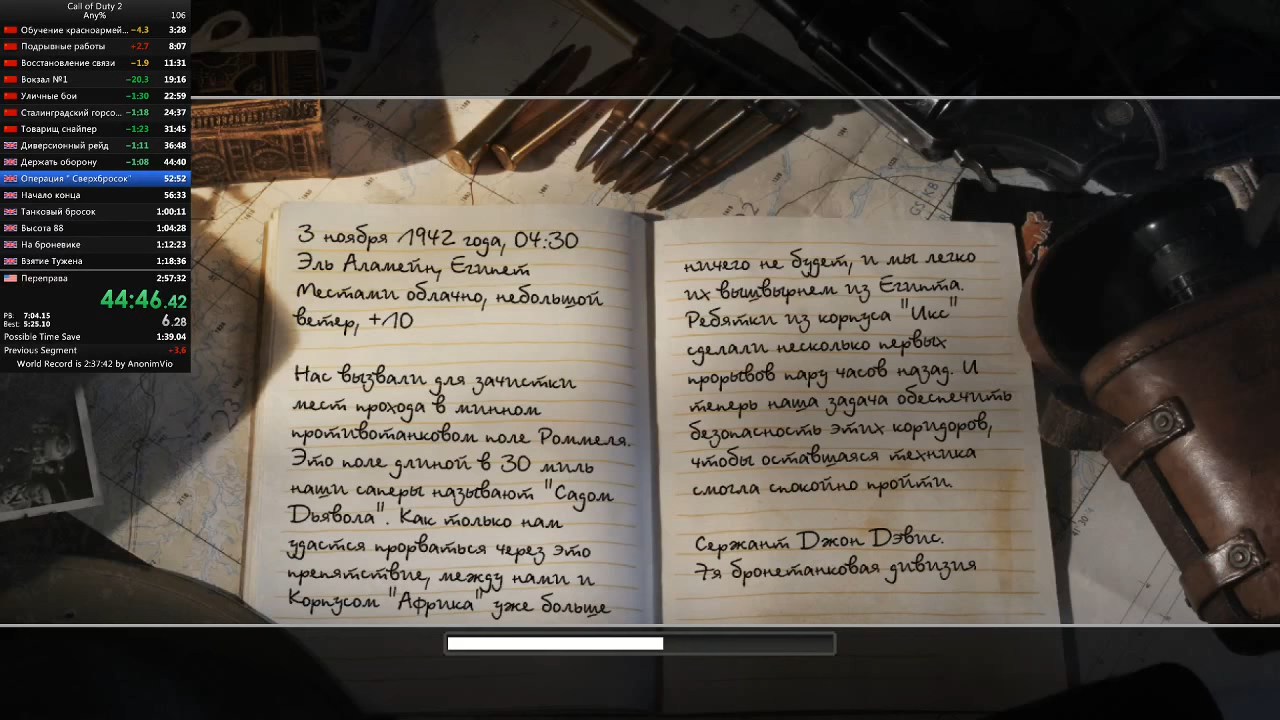 Call of Duty 2
Any% 106
Обучение красноармей... −4,3 3:28
Подрывные работы +2,7 8:07
Восстановление связи −1,9 11:31
Вокзал №1 −20,3 19:16
Уличные бои −1:30 22:59
Сталинградский горсо... −1:18 24:37
Товарищ снайпер −1:23 31:45
Диверсионный рейд −1:11 36:48
Держать оборону −1:08 44:40
Операция " Сверхбросок" 52:52
Начало конца 56:33
Танковый бросок 1:00:11
Высота 88 1:04:28
На броневике 1:12:23
Взятие Тужена 1:18:36
Переправа 2:57:32
44:46.42
PB: 7:04.15
Best: 5:25.10 6.28
Possible Time Save 1:39.04
Previous Segment +3,6
World Record is 2:37:42 by AnonimVio
3 ноября 1942 года, 04:30
Эль Аламейн, Египет
Местами облачно, небольшой
ветер, +10
Нас вызвали для зачистки
мест прохода в минном
противотанковом поле Роммеля.
Это поле длиной в 30 миль
наши саперы называют "Садом
Дьявола". Как только нам
удастся прорваться через это
препятствие, между нами и
Корпусом "Африка" уже больше
ничего не будет, и мы легко
их вышвырнем из Египта.
Ребятки из корпуса "Икс"
сделали несколько первых
прорывов пару часов назад. И
теперь наша задача обеспечить
безопасность этих коридоров,
чтобы оставшаяся техника
смогла спокойно пройти.
Сержант Джон Дэвис.
7я бронетанковая дивизия